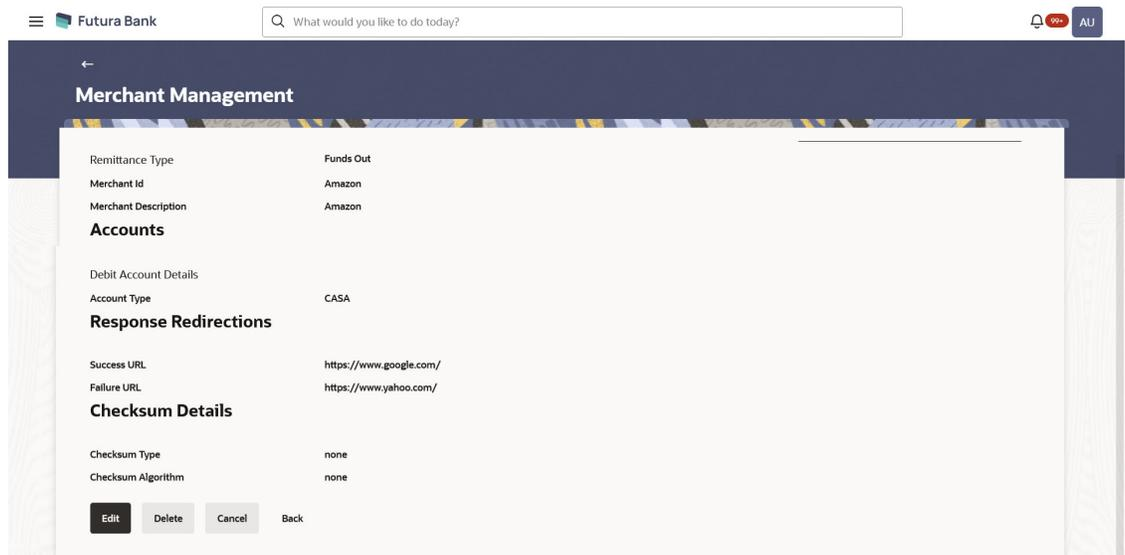 Futura Bank
What would you like to do today?
99+
AU
Merchant Management
Remittance Type Funds Out
Merchant Id Amazon
Merchant Description Amazon
Accounts
Debit Account Details
Account Type CASA
Response Redirections
Success URL https://www.google.com/
Failure URL https://www.yahoo.com/
Checksum Details
Checksum Type none
Checksum Algorithm none
Edit Delete Cancel Back